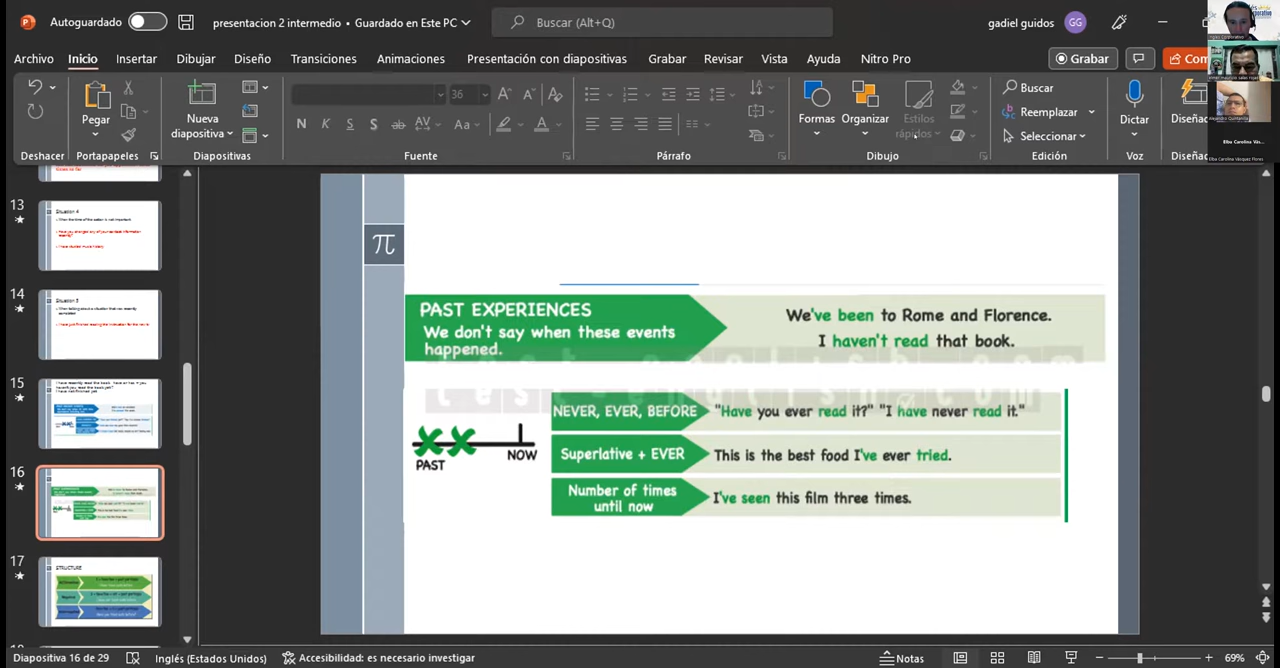 Autoguardado
presentacion 2 intermedio • Guardado en Este PC
Buscar (Alt+Q)
gadiel guidos
GG
Archivo
Inicio
Insertar
Dibujar
Diseño
Transiciones
Animaciones
Presentación con diapositivas
Grabar
Revisar
Vista
Ayuda
Nitro Pro
Grabar
Pegar
Nueva
diapositiva
36
N K S S ab AV Aa A
Formas
Organizar
Estilos
rápidos
Buscar
Reemplazar
Seleccionar
Dictar
Deshacer
Portapapeles
Diapositivas
Fuente
Párrafo
Dibujo
Edición
Voz
13
14
15
16
17
STRUCTURE
π
PAST EXPERIENCES
We don't say when these events
happened.
We've been to Rome and Florence.
I haven't read that book.
NEVER, EVER, BEFORE
"Have you ever read it?" "I have never read it."
PAST
NOW
Superlative + EVER
This is the best food I've ever tried.
Number of times
until now
I've seen this film three times.
Diapositiva 16 de 29
Inglés (Estados Unidos)
Accesibilidad: es necesario investigar
Notas
69%